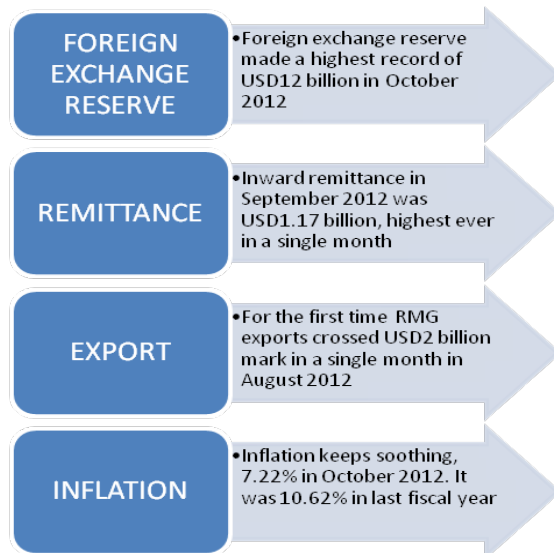 FOREIGN
EXCHANGE
RESERVE
•Foreign exchange reserve
made a highest record of
USD12 billion in October
2012
REMITTANCE
•Inward remittance in
September 2012 was
USD1.17 billion, highest ever
in a single month
EXPORT
•For the first time RMG
exports crossed USD2 billion
mark in a single month in
August 2012
INFLATION
•Inflation keeps soothing,
7.22% in October 2012. It
was 10.62% in last fiscal year